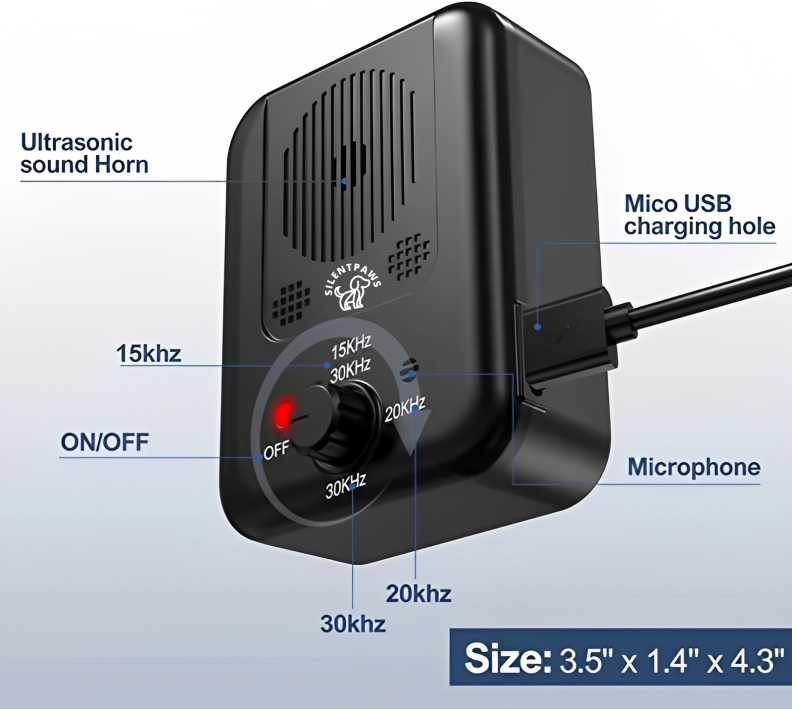 Ultrasonic
sound Horn
Mico USB
charging hole
SILENTPAWS
15KHz
30KHz
15khz
20KHz
ON/OFF
OFF
30KHz
Microphone
20khz
30khz
Size: 3.5" x 1.4" x 4.3"